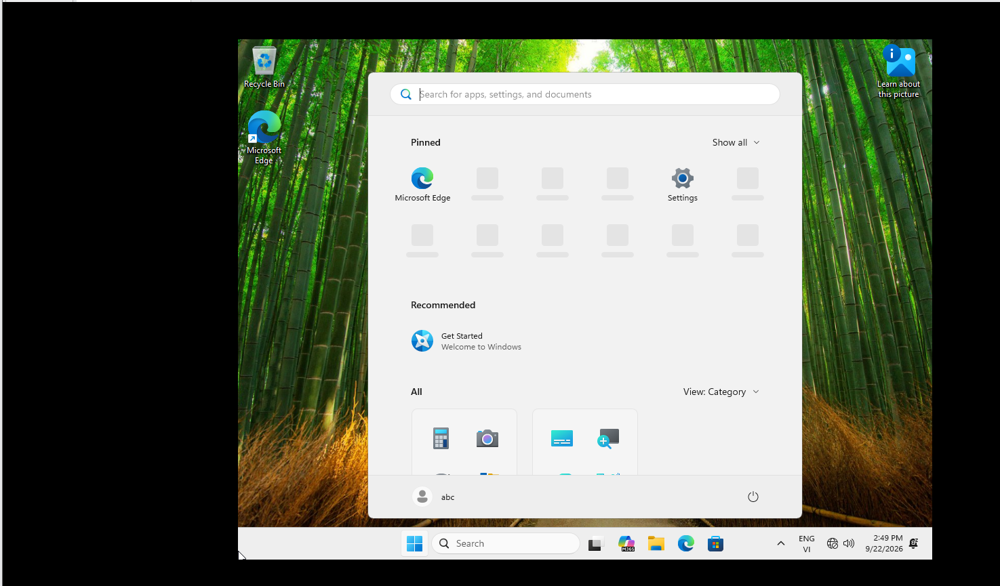 Recycle Bin
Microsoft
Edge
Learn about
this picture
Search for apps, settings, and documents
Pinned
Show all
Microsoft Edge
Settings
Recommended
Get Started
Welcome to Windows
All
View: Category
abc
Search
M365
ENG
VI
2:49 PM
9/22/2026